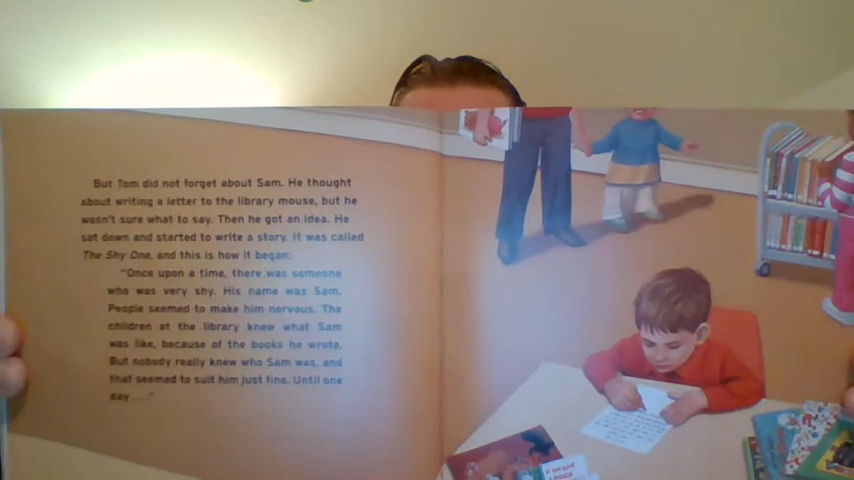 But Tom did not forget about Sam. He thought
about writing a letter to the library mouse, but he
wasn't sure what to say. Then he got an idea. He
sat down and started to write a story. It was called
The Shy One, and this is how it began:
"Once upon a time, there was someone
who was very shy. His name was Sam.
People seemed to make him nervous. The
children at the library knew what Sam
was like, because of the books he wrote.
But nobody really knew who Sam was, and
that seemed to suit him just fine. Until one
day . . . ."